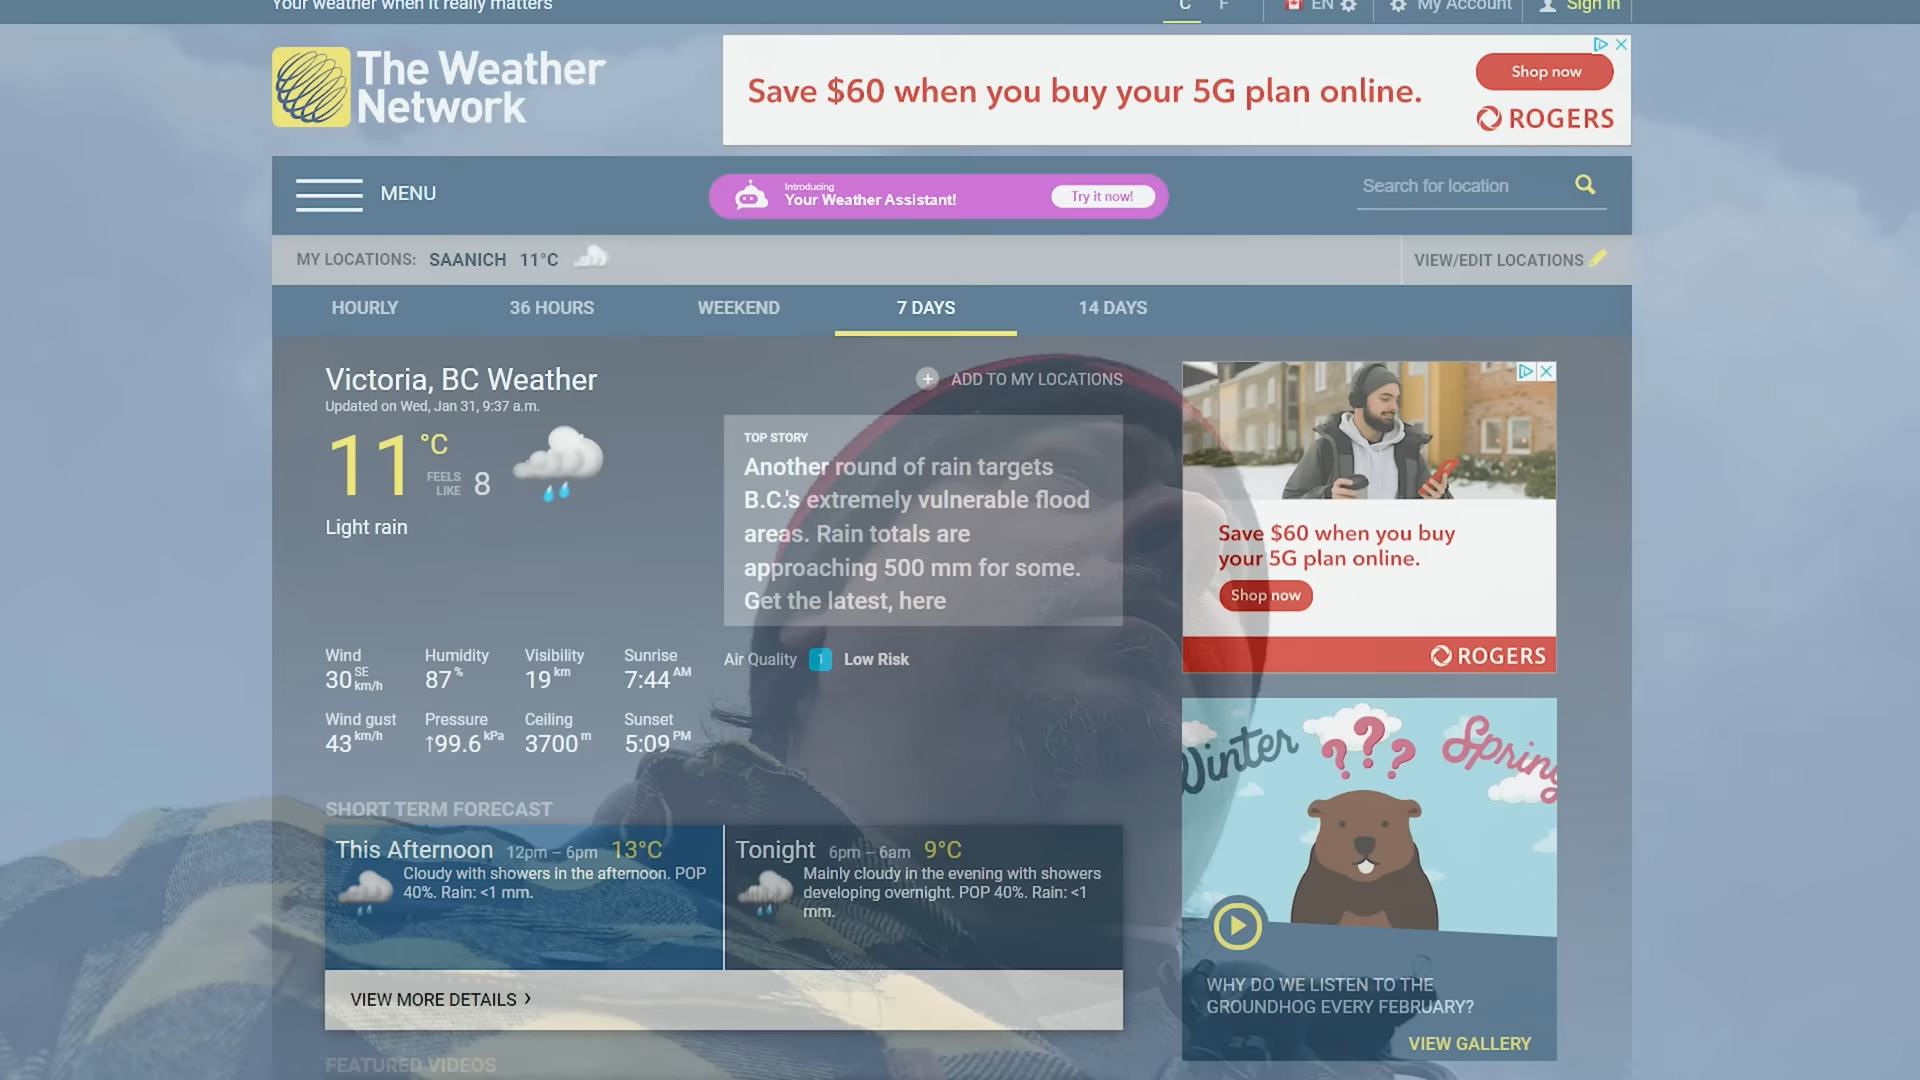 Your weather when it really matters
C F EN My Account Sign In
The Weather
Network
Save $60 when you buy your 5G plan online.
Shop now
ROGERS
MENU
Introducing
Your Weather Assistant!
Try it now!
Search for location
MY LOCATIONS: SAANICH 11°C
VIEW/EDIT LOCATIONS
HOURLY 36 HOURS WEEKEND 7 DAYS 14 DAYS
Victoria, BC Weather
Updated on Wed, Jan 31, 9:37 a.m.
ADD TO MY LOCATIONS
11 °C
FEELS
LIKE 8
Light rain
TOP STORY
Another round of rain targets
B.C.'s extremely vulnerable flood
areas. Rain totals are
approaching 500 mm for some.
Get the latest, here
Wind Humidity Visibility Sunrise
30 SE km/h 87 % 19 km 7:44 AM
Air Quality 1 Low Risk
Wind gust Pressure Ceiling Sunset
43 km/h ↑99.6 kPa 3700 m 5:09 PM
SHORT TERM FORECAST
This Afternoon 12pm – 6pm 13°C
Cloudy with showers in the afternoon. POP
40%. Rain: <1 mm.
Tonight 6pm – 6am 9°C
Mainly cloudy in the evening with showers
developing overnight. POP 40%. Rain: <1
mm.
VIEW MORE DETAILS ›
FEATURED VIDEOS
Save $60 when you buy
your 5G plan online.
Shop now
ROGERS
Winter ??? Spring
WHY DO WE LISTEN TO THE
GROUNDHOG EVERY FEBRUARY?
VIEW GALLERY